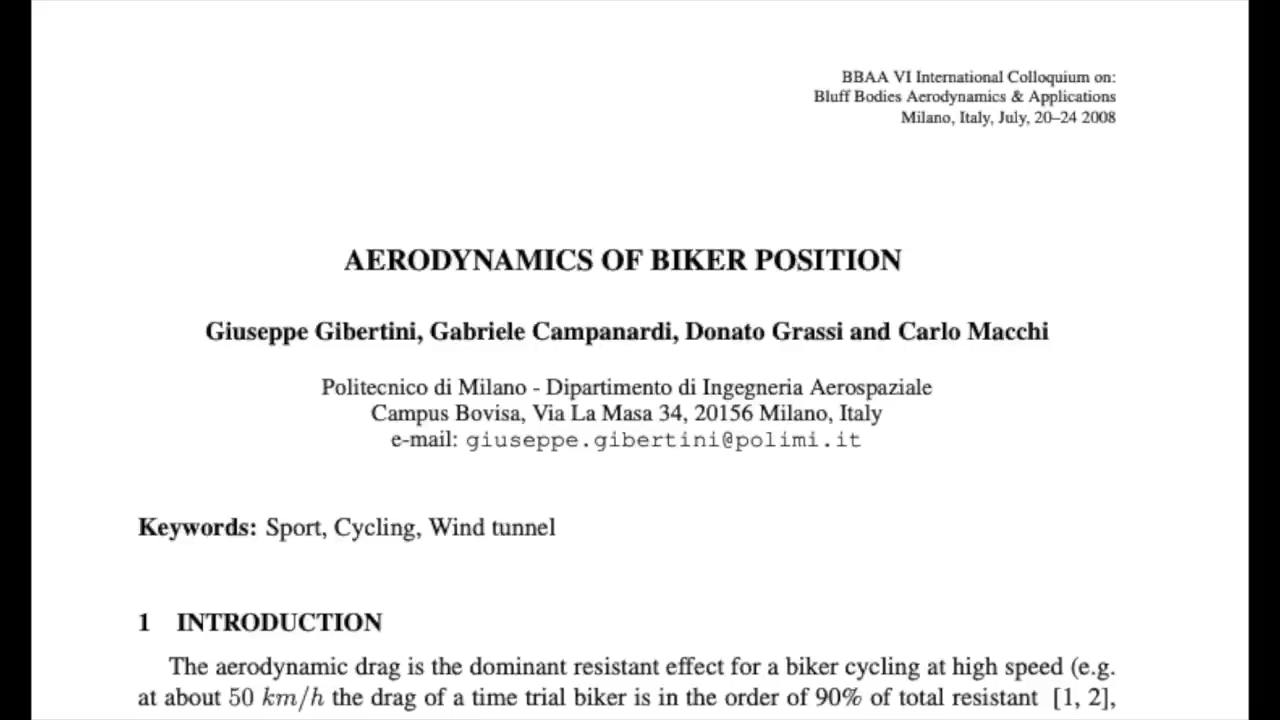 BBAA VI International Colloquium on:
Bluff Bodies Aerodynamics & Applications
Milano, Italy, July, 20–24 2008
AERODYNAMICS OF BIKER POSITION
Giuseppe Gibertini, Gabriele Campanardi, Donato Grassi and Carlo Macchi
Politecnico di Milano - Dipartimento di Ingegneria Aerospaziale
Campus Bovisa, Via La Masa 34, 20156 Milano, Italy
e-mail: giuseppe.gibertini@polimi.it
Keywords: Sport, Cycling, Wind tunnel
1 INTRODUCTION
The aerodynamic drag is the dominant resistant effect for a biker cycling at high speed (e.g.
at about 50 km/h the drag of a time trial biker is in the order of 90% of total resistant [1, 2],